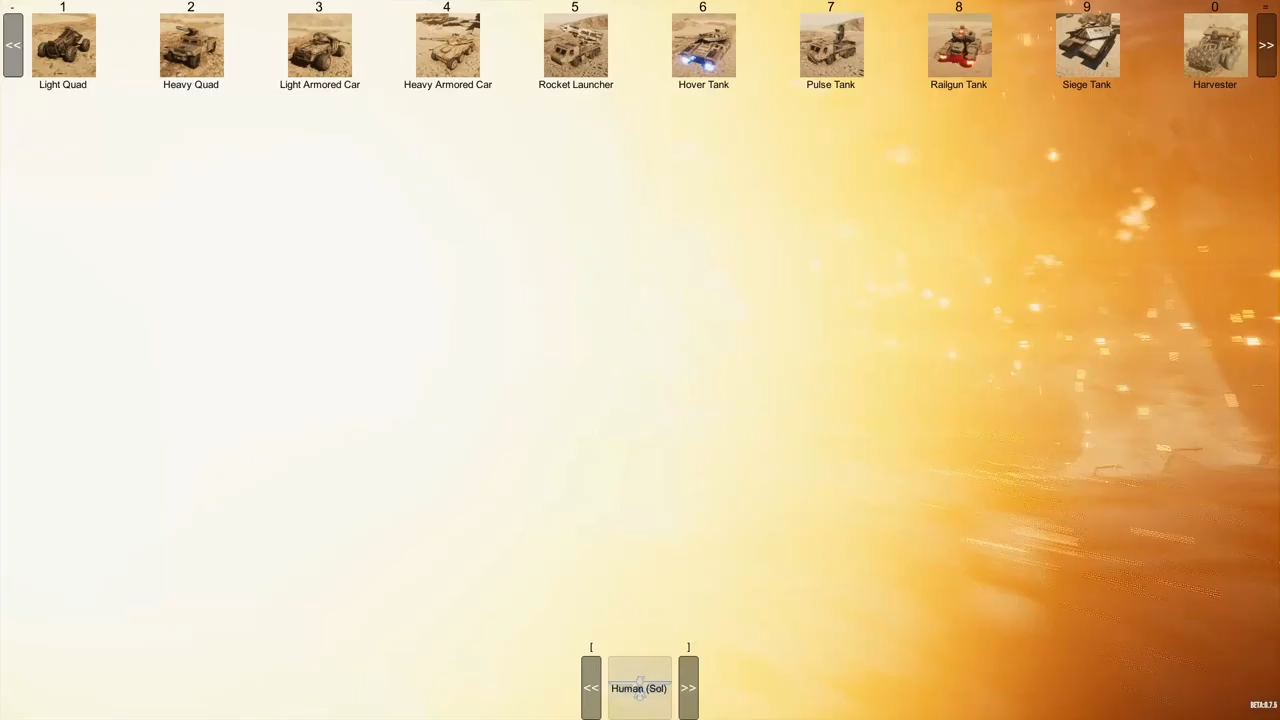 - 1 2 3 4 5 6 7 8 9 0 =
<< >>
Light Quad Heavy Quad Light Armored Car Heavy Armored Car Rocket Launcher Hover Tank Pulse Tank Railgun Tank Siege Tank Harvester
[ ]
<< Human (Sol) >>